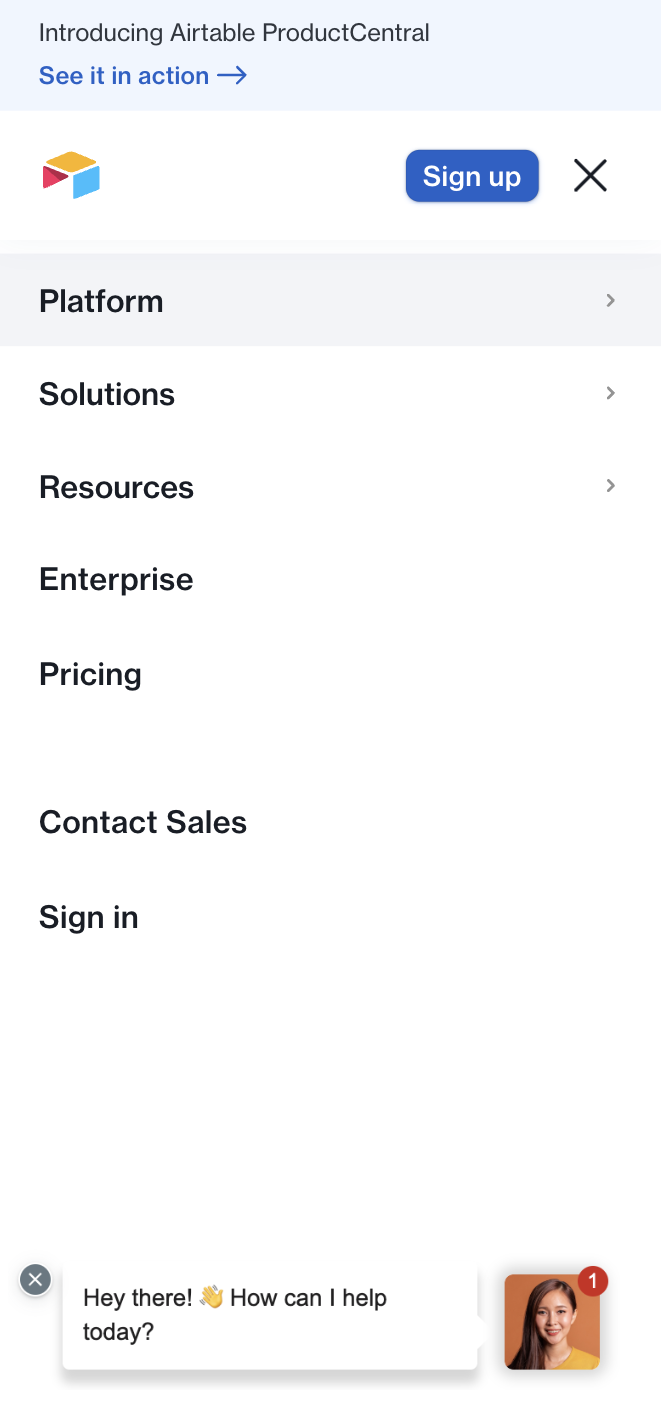 Introducing Airtable ProductCentral
See it in action →
Sign up
Platform
Solutions
Resources
Enterprise
Pricing
Contact Sales
Sign in
Hey there! 👋 How can I help
today?
1